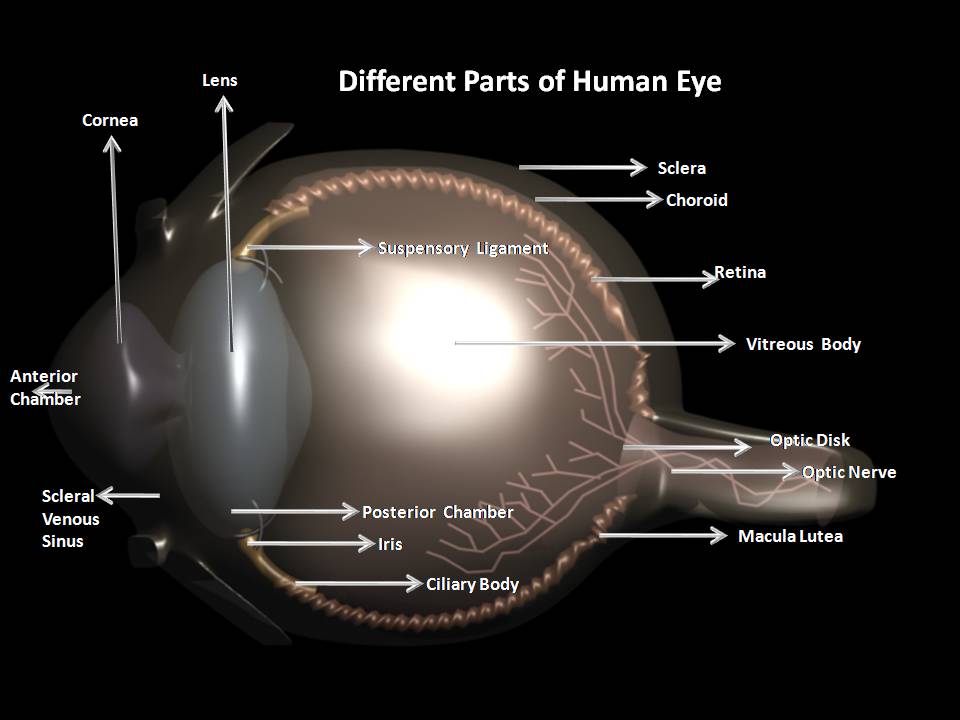 Different Parts of Human Eye
Lens
Cornea
Sclera
Choroid
Suspensory Ligament
Retina
Vitreous Body
Anterior
Chamber
Optic Disk
Optic Nerve
Scleral
Venous
Sinus
Posterior Chamber
Iris
Macula Lutea
Ciliary Body